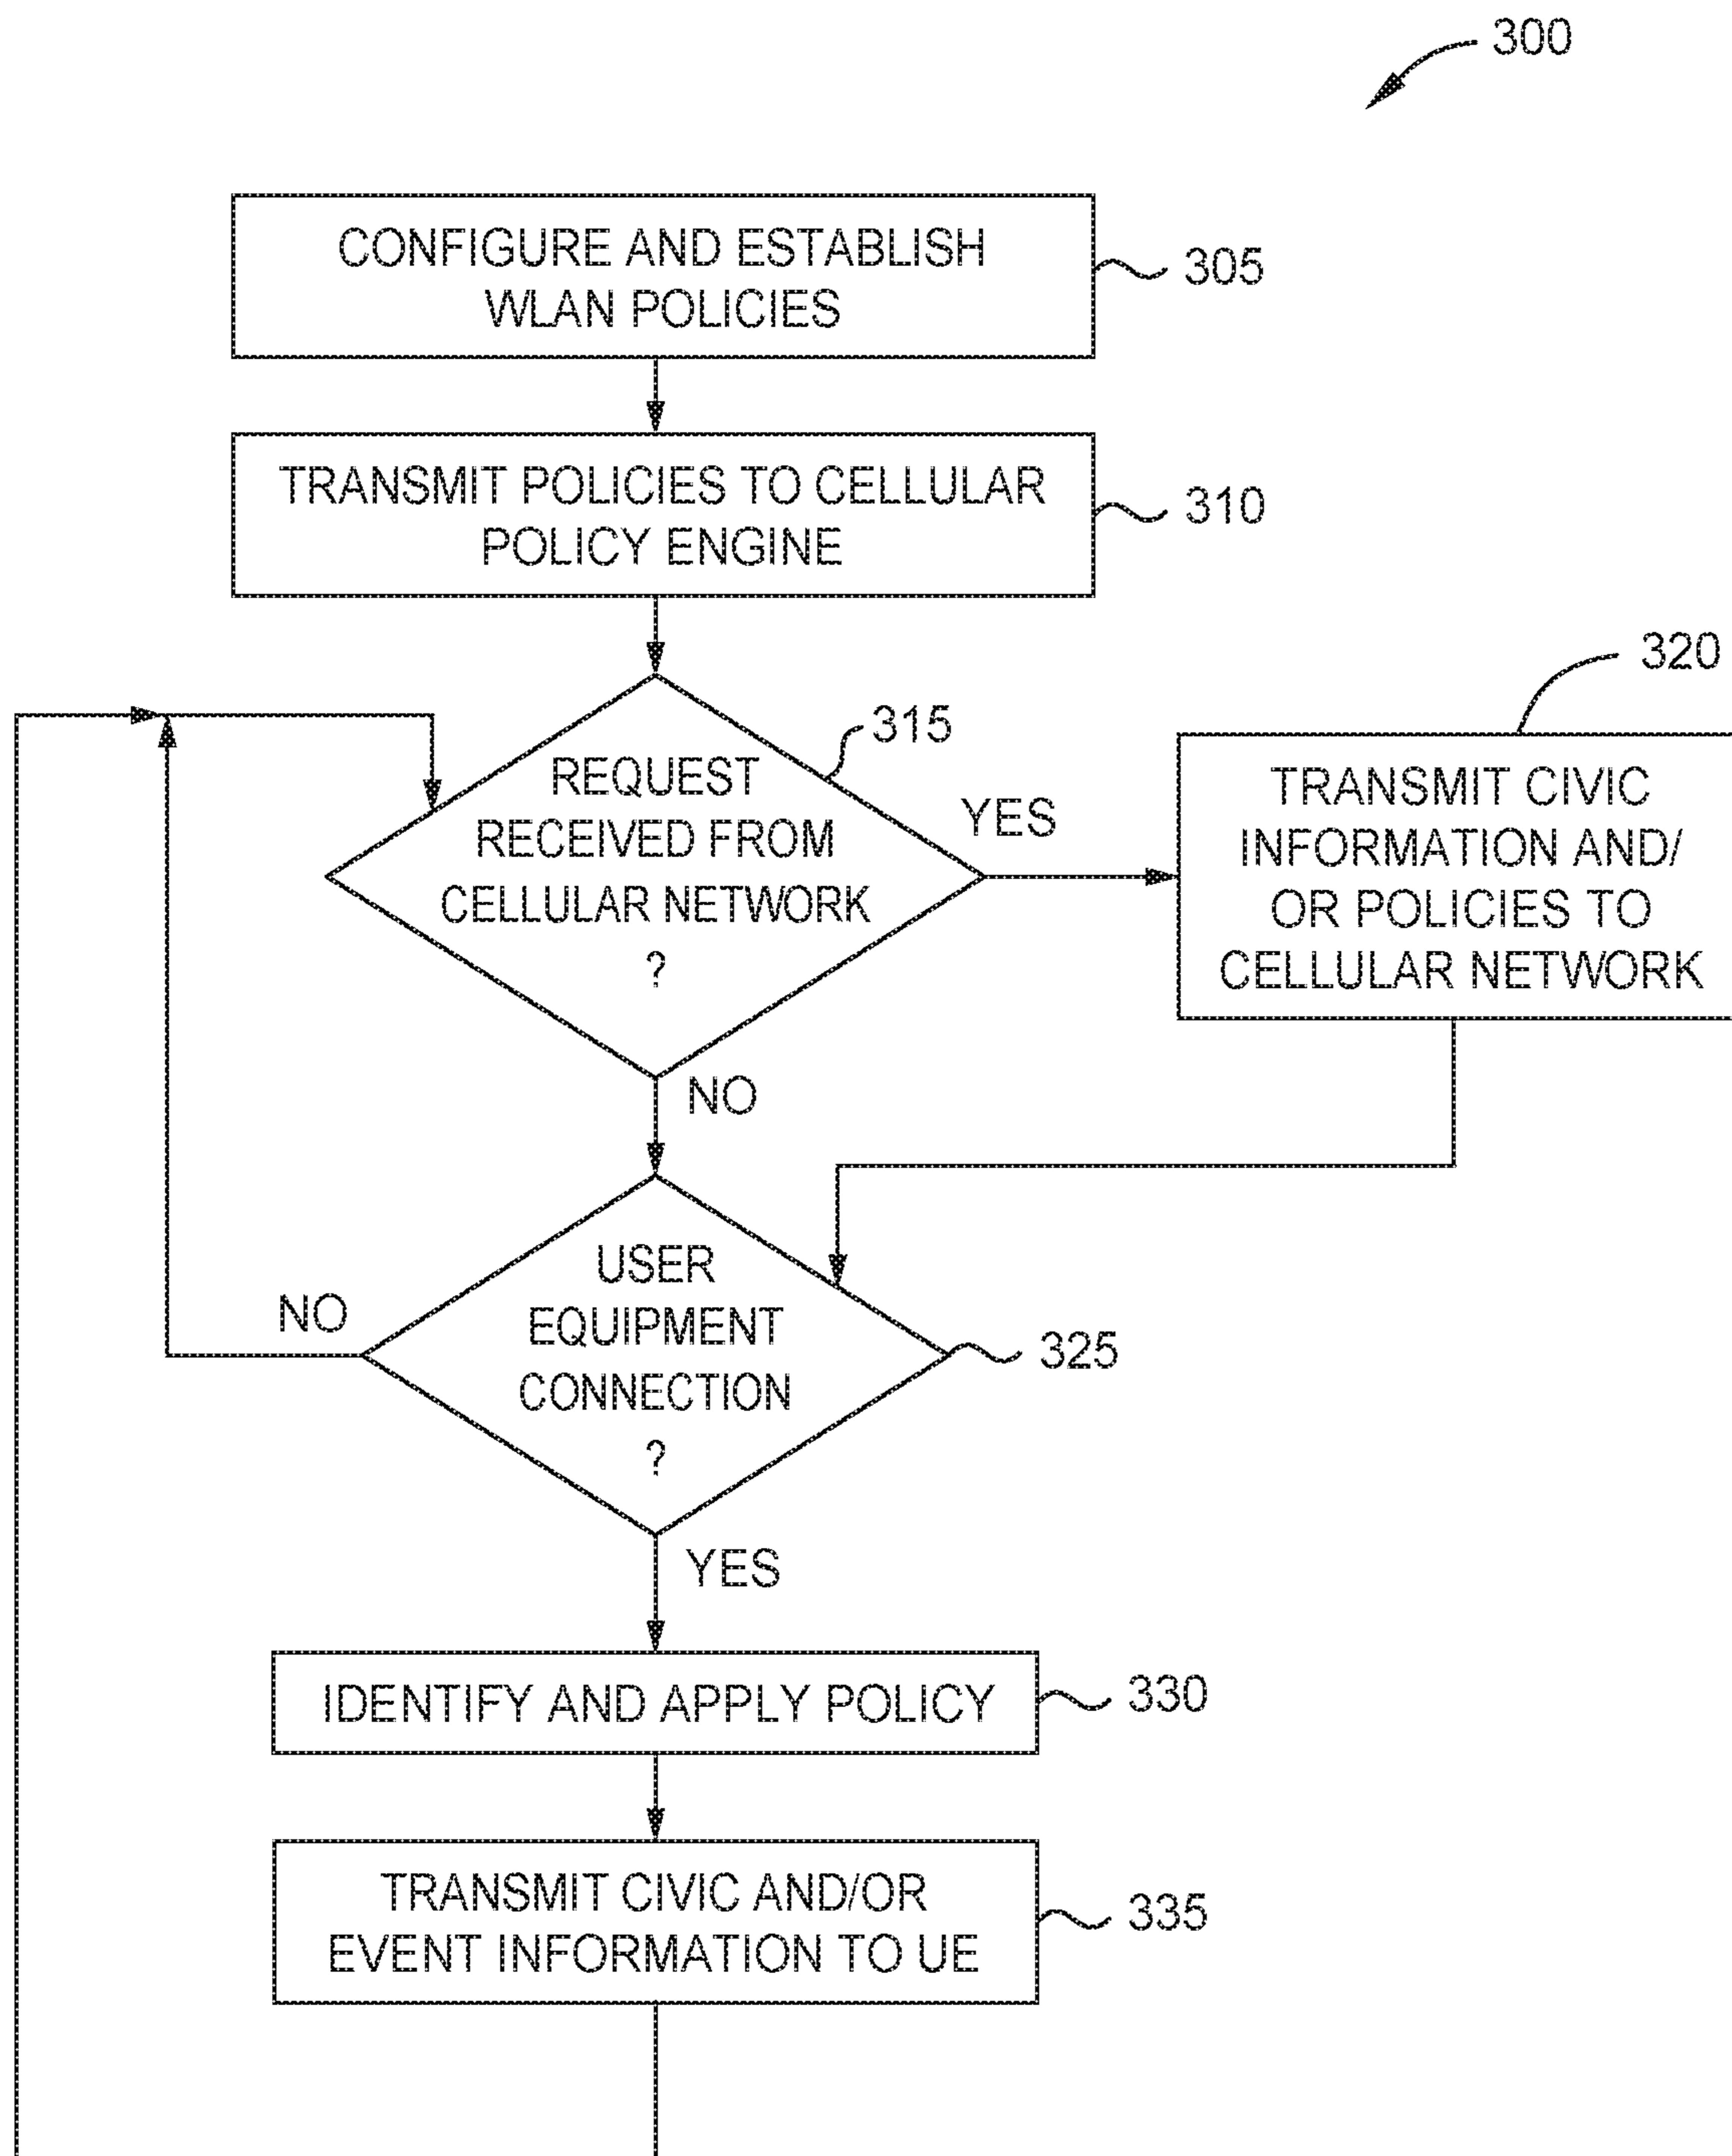 300
CONFIGURE AND ESTABLISH
WLAN POLICIES
305
TRANSMIT POLICIES TO CELLULAR
POLICY ENGINE
310
315
REQUEST
RECEIVED FROM
CELLULAR NETWORK
?
YES
320
TRANSMIT CIVIC
INFORMATION AND/
OR POLICIES TO
CELLULAR NETWORK
NO
USER
EQUIPMENT
CONNECTION
?
325
NO
YES
IDENTIFY AND APPLY POLICY
330
TRANSMIT CIVIC AND/OR
EVENT INFORMATION TO UE
335